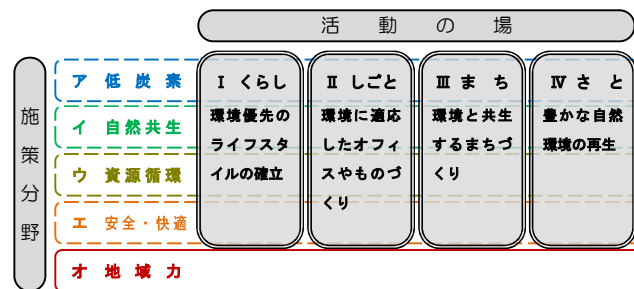 活動の場
施策分野
ア 低炭素
イ 自然共生
ウ 資源循環
エ 安全・快適
オ 地域力
Ⅰ くらし
環境優先の
ライフスタ
イルの確立
Ⅱ しごと
環境に適応
したオフィ
スやものづ
くり
Ⅲ まち
環境と共生
するまちづ
くり
Ⅳ さと
豊かな自然
環境の再生